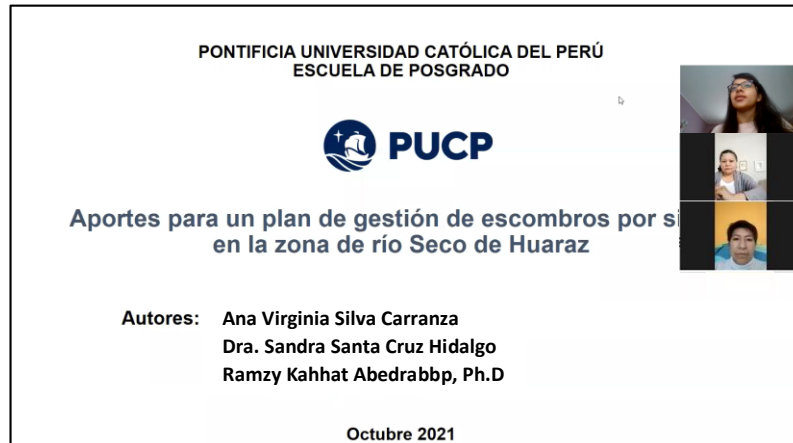 PONTIFICIA UNIVERSIDAD CATÓLICA DEL PERÚ
ESCUELA DE POSGRADO
PUCP
Aportes para un plan de gestión de escombros por si
en la zona de río Seco de Huaraz
Autores: Ana Virginia Silva Carranza
Dra. Sandra Santa Cruz Hidalgo
Ramzy Kahhat Abedrabbp, Ph.D
Octubre 2021